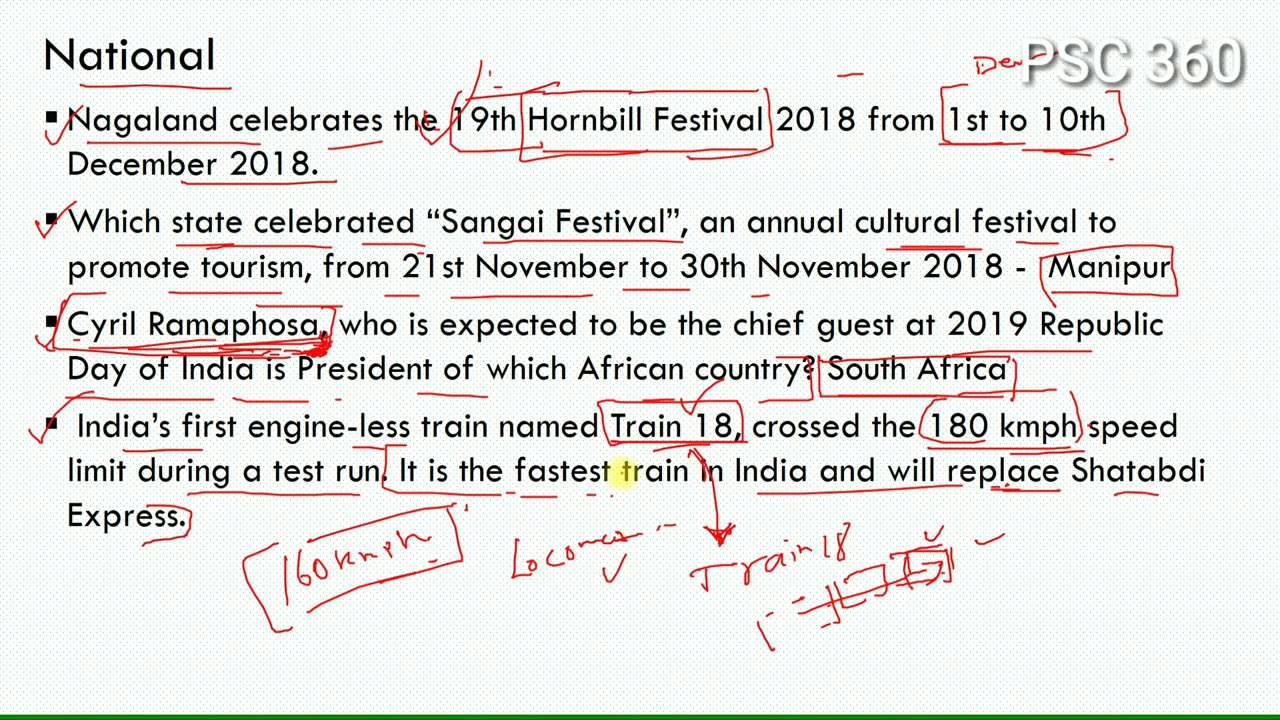 National
PSC 360
▪ Nagaland celebrates the 19th Hornbill Festival 2018 from 1st to 10th
December 2018.
▪ Which state celebrated “Sangai Festival”, an annual cultural festival to
promote tourism, from 21st November to 30th November 2018 - Manipur
▪ Cyril Ramaphosa, who is expected to be the chief guest at 2019 Republic
Day of India is President of which African country? South Africa
▪ India’s first engine-less train named Train 18, crossed the 180 kmph speed
limit during a test run. It is the fastest train in India and will replace Shatabdi
Express.
160kmph
Train 18